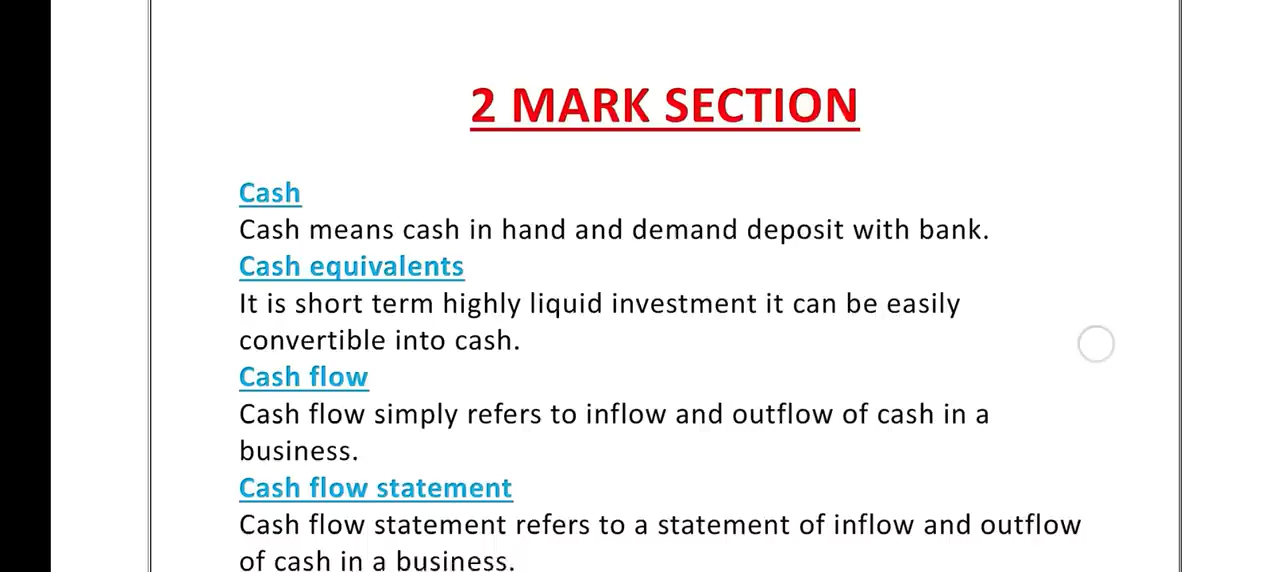 2 MARK SECTION
Cash
Cash means cash in hand and demand deposit with bank.
Cash equivalents
It is short term highly liquid investment it can be easily
convertible into cash.
Cash flow
Cash flow simply refers to inflow and outflow of cash in a
business.
Cash flow statement
Cash flow statement refers to a statement of inflow and outflow
of cash in a business.